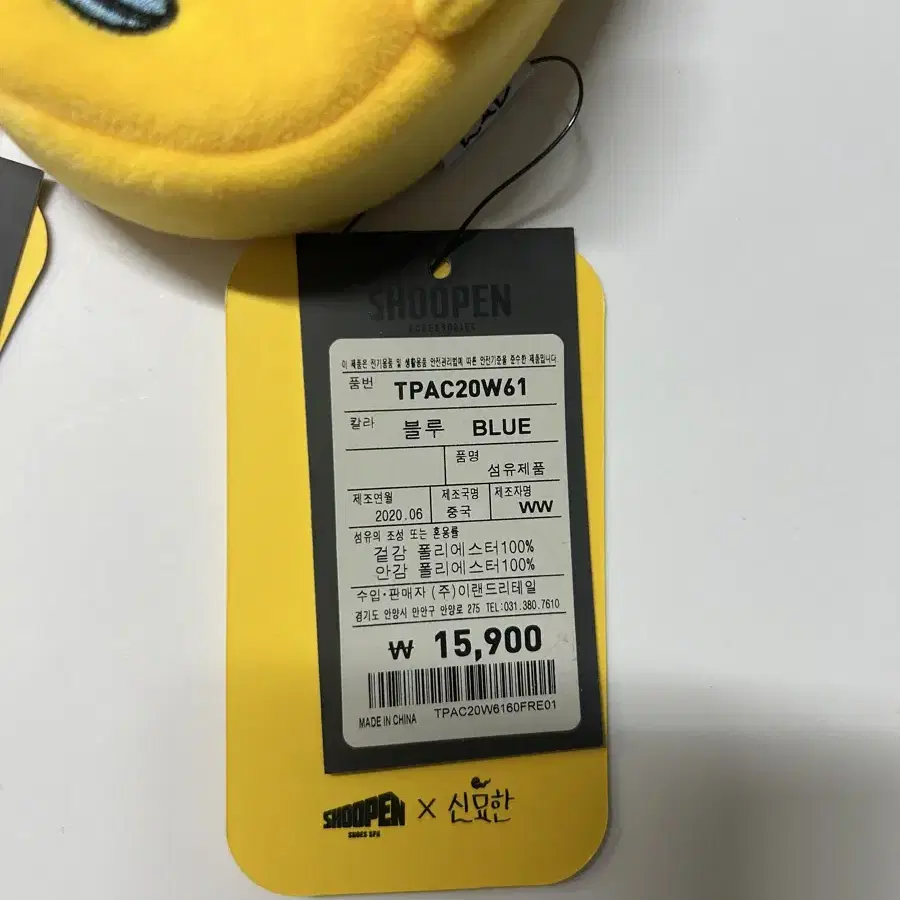 SHOOPEN
ACCESSORIES
이 제품은 전기용품 및 생활용품 안전관리법에 따른 안전기준을 준수한 제품입니다
품번 TPAC20W61
칼라 블루 BLUE
품명 섬유제품
제조연월 2020.06 제조국명 중국 제조자명 WW
섬유의 조성 또는 혼용률
겉감 폴리에스터100%
안감 폴리에스터100%
수입·판매자 (주)이랜드리테일
경기도 안양시 만안구 안양로 275 TEL:031.380.7610
₩ 15,900
MADE IN CHINA TPAC20W6160FRE01
SHOOPEN X 신묘한
SHOES SPA